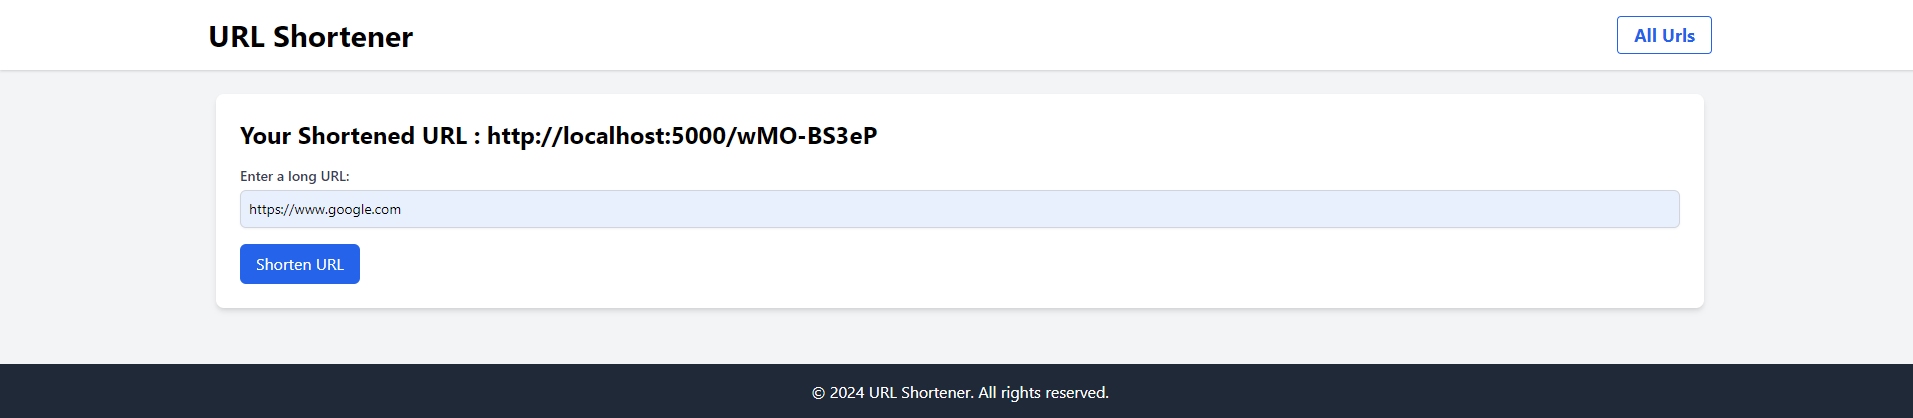 URL Shortener
All Urls
Your Shortened URL : http://localhost:5000/wMO-BS3eP
Enter a long URL:
https://www.google.com
Shorten URL
© 2024 URL Shortener. All rights reserved.